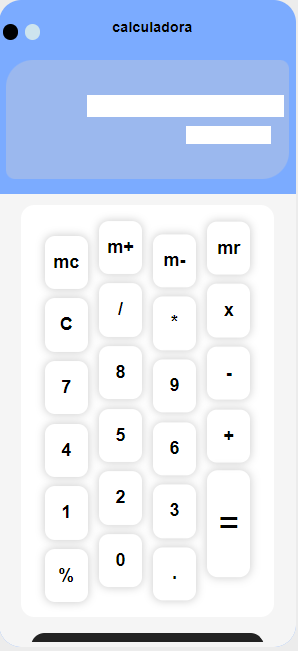 calculadora
mc m+ m- mr
C / * x
7 8 9 -
4 5 6 +
1 2 3 =
% 0 .